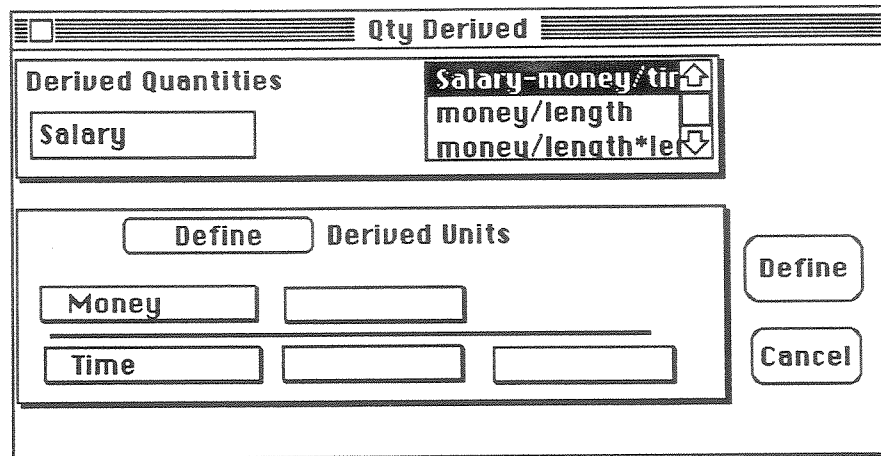 Qty Derived
Derived Quantities
Salary
Salary-money/tim
money/length
money/length*le
Define
Derived Units
Money
Time
Define
Cancel